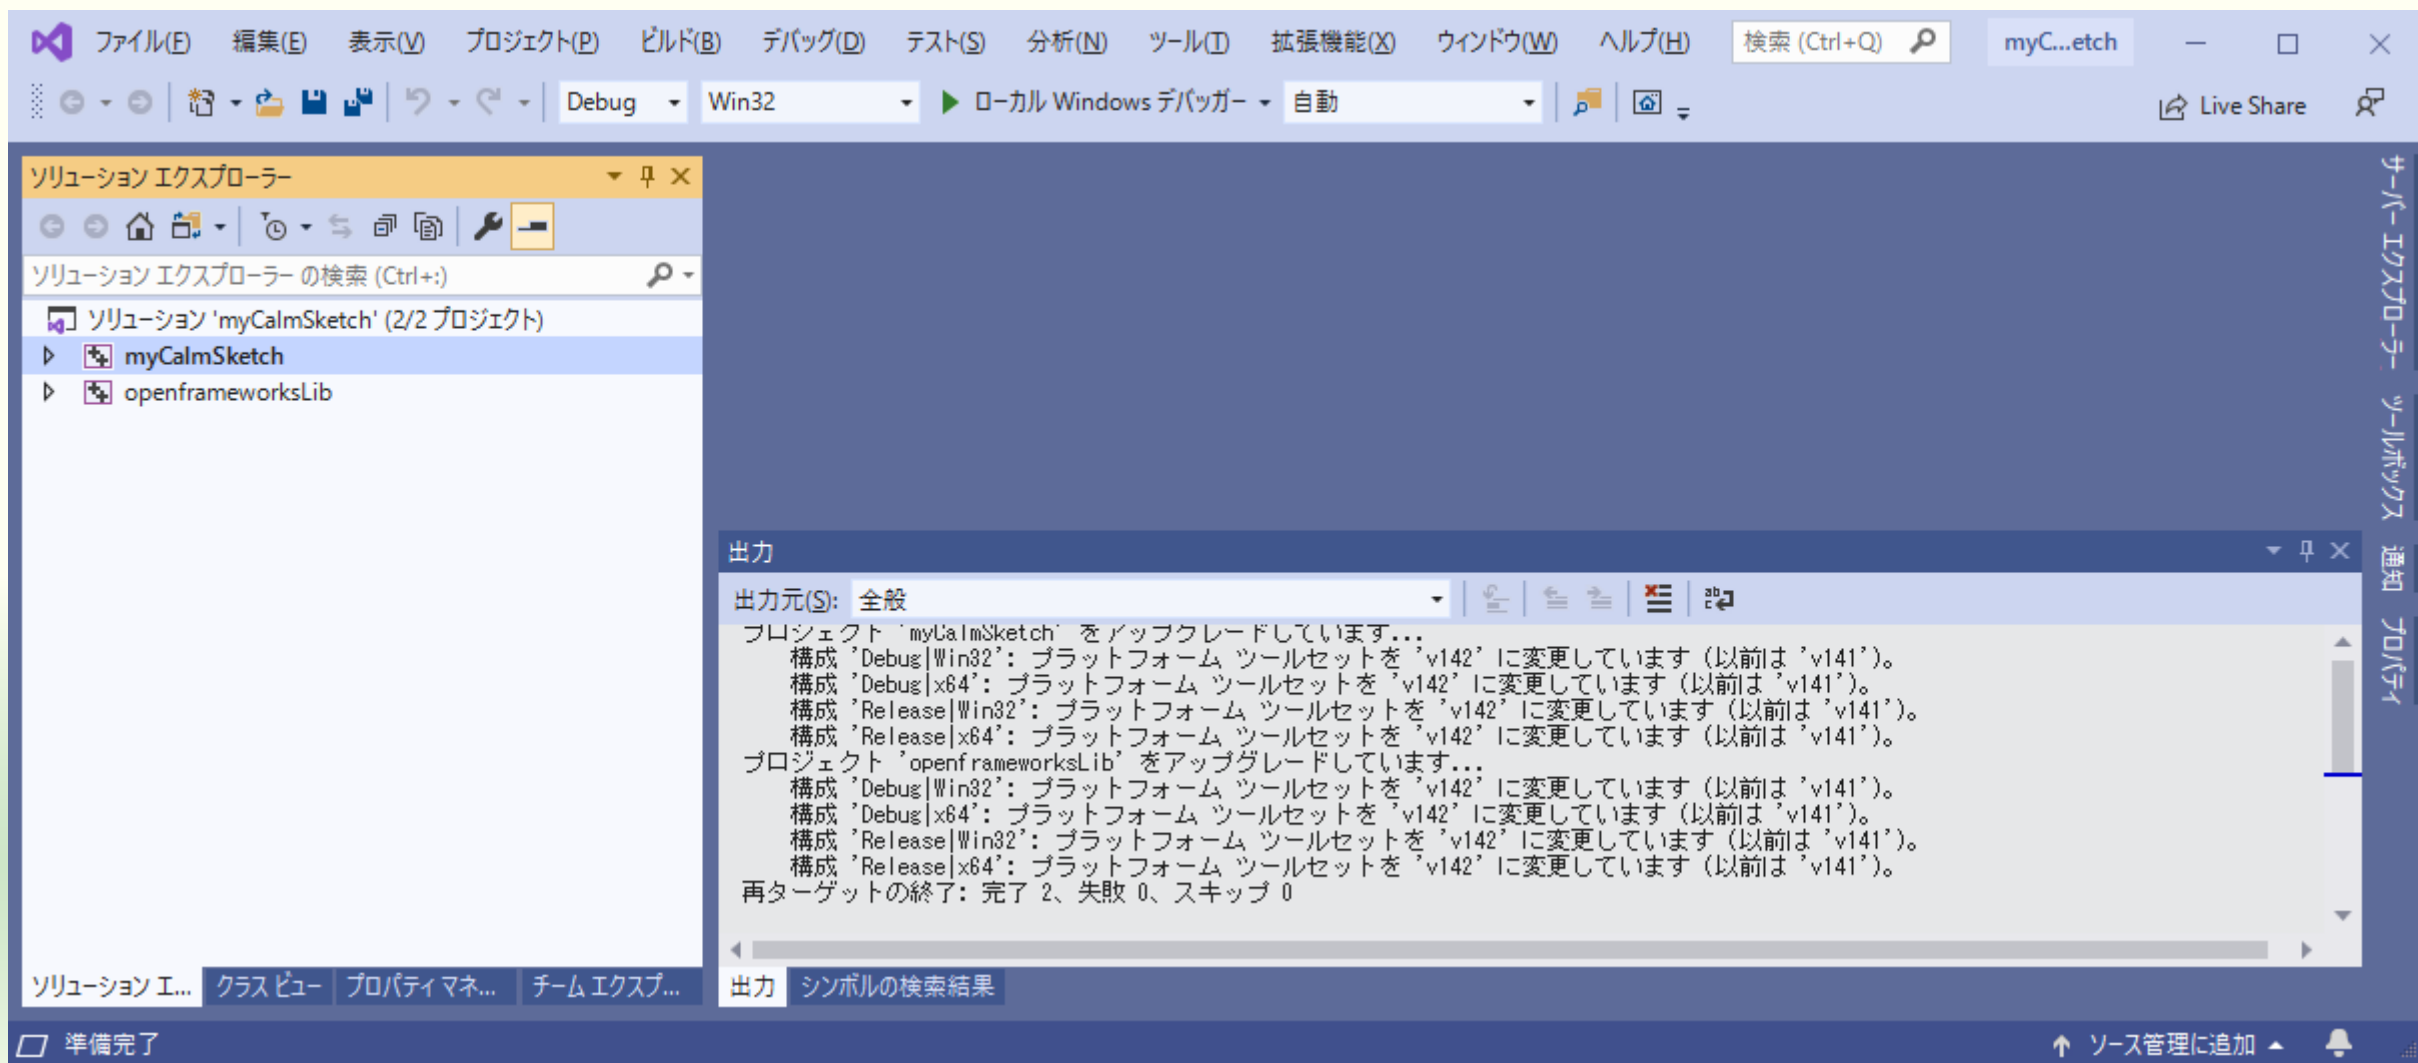 ファイル(F) 編集(E) 表示(V) プロジェクト(P) ビルド(B) デバッグ(D) テスト(S) 分析(N) ツール(T) 拡張機能(X) ウィンドウ(W) ヘルプ(H) 検索 (Ctrl+Q) myC...etch
Debug Win32 ローカル Windows デバッガー 自動 Live Share
ソリューション エクスプローラー
ソリューション エクスプローラー の検索 (Ctrl+:)
ソリューション 'myCalmSketch' (2/2 プロジェクト)
myCalmSketch
openframeworksLib
ソリューション エ... クラス ビュー プロパティ マネ... チーム エクスプ...
出力
出力元(S): 全般
プロジェクト 'myCalmSketch' をアップグレードしています...
構成 'Debug|Win32': プラットフォーム ツールセットを 'v142' に変更しています (以前は 'v141')。
構成 'Debug|x64': プラットフォーム ツールセットを 'v142' に変更しています (以前は 'v141')。
構成 'Release|Win32': プラットフォーム ツールセットを 'v142' に変更しています (以前は 'v141')。
構成 'Release|x64': プラットフォーム ツールセットを 'v142' に変更しています (以前は 'v141')。
プロジェクト 'openframeworksLib' をアップグレードしています...
構成 'Debug|Win32': プラットフォーム ツールセットを 'v142' に変更しています (以前は 'v141')。
構成 'Debug|x64': プラットフォーム ツールセットを 'v142' に変更しています (以前は 'v141')。
構成 'Release|Win32': プラットフォーム ツールセットを 'v142' に変更しています (以前は 'v141')。
構成 'Release|x64': プラットフォーム ツールセットを 'v142' に変更しています (以前は 'v141')。
再ターゲットの終了: 完了 2、失敗 0、スキップ 0
出力 シンボルの検索結果
サーバー エクスプローラー
ツールボックス
通知
プロパティ
準備完了 ソース管理に追加